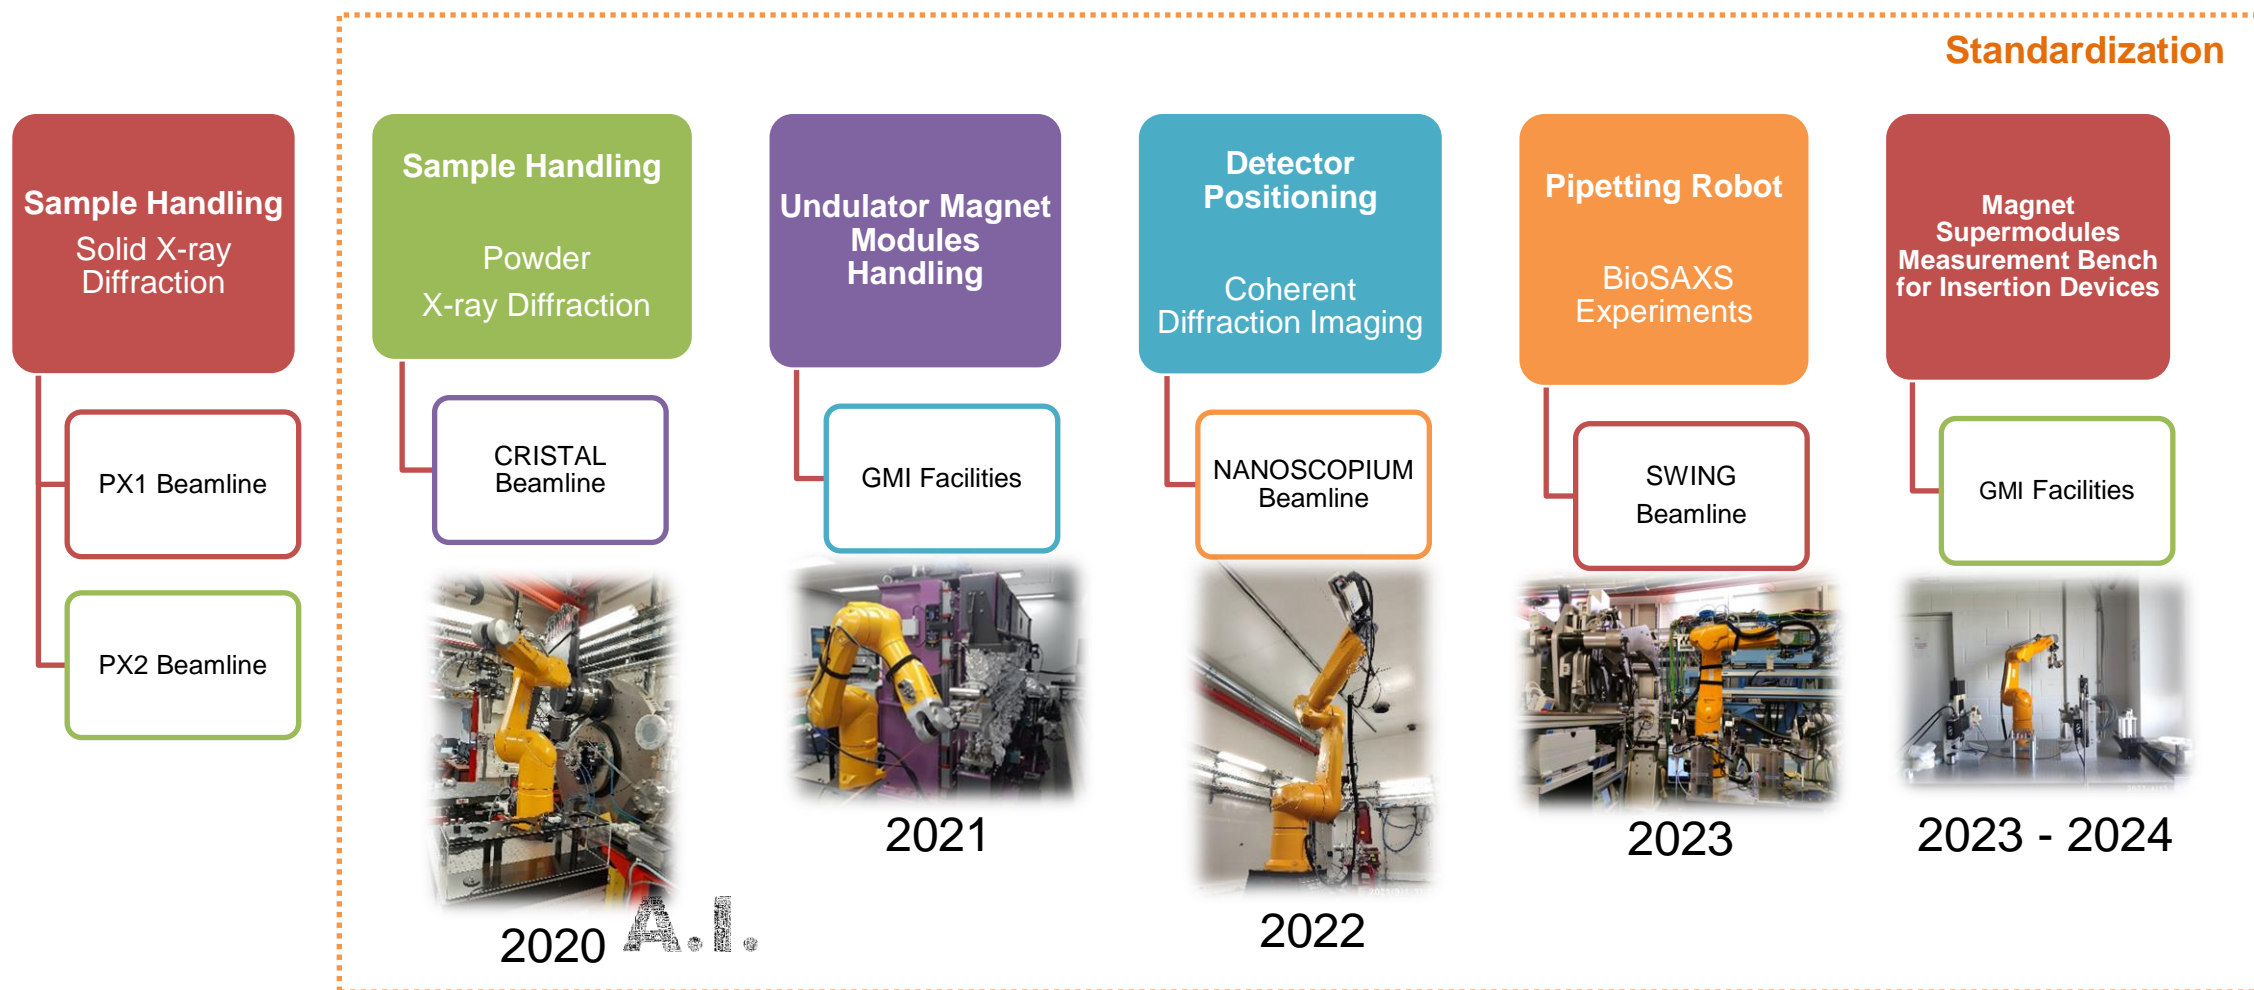 Standardization
Sample Handling
Solid X-ray
Diffraction
PX1 Beamline
PX2 Beamline
Sample Handling
Powder
X-ray Diffraction
CRISTAL
Beamline
2020
A.I.
Undulator Magnet
Modules
Handling
GMI Facilities
2021
Detector
Positioning
Coherent
Diffraction Imaging
NANOSCOPIUM
Beamline
2022
Pipetting Robot
BioSAXS
Experiments
SWING
Beamline
2023
Magnet
Supermodules
Measurement Bench
for Insertion Devices
GMI Facilities
2023 - 2024